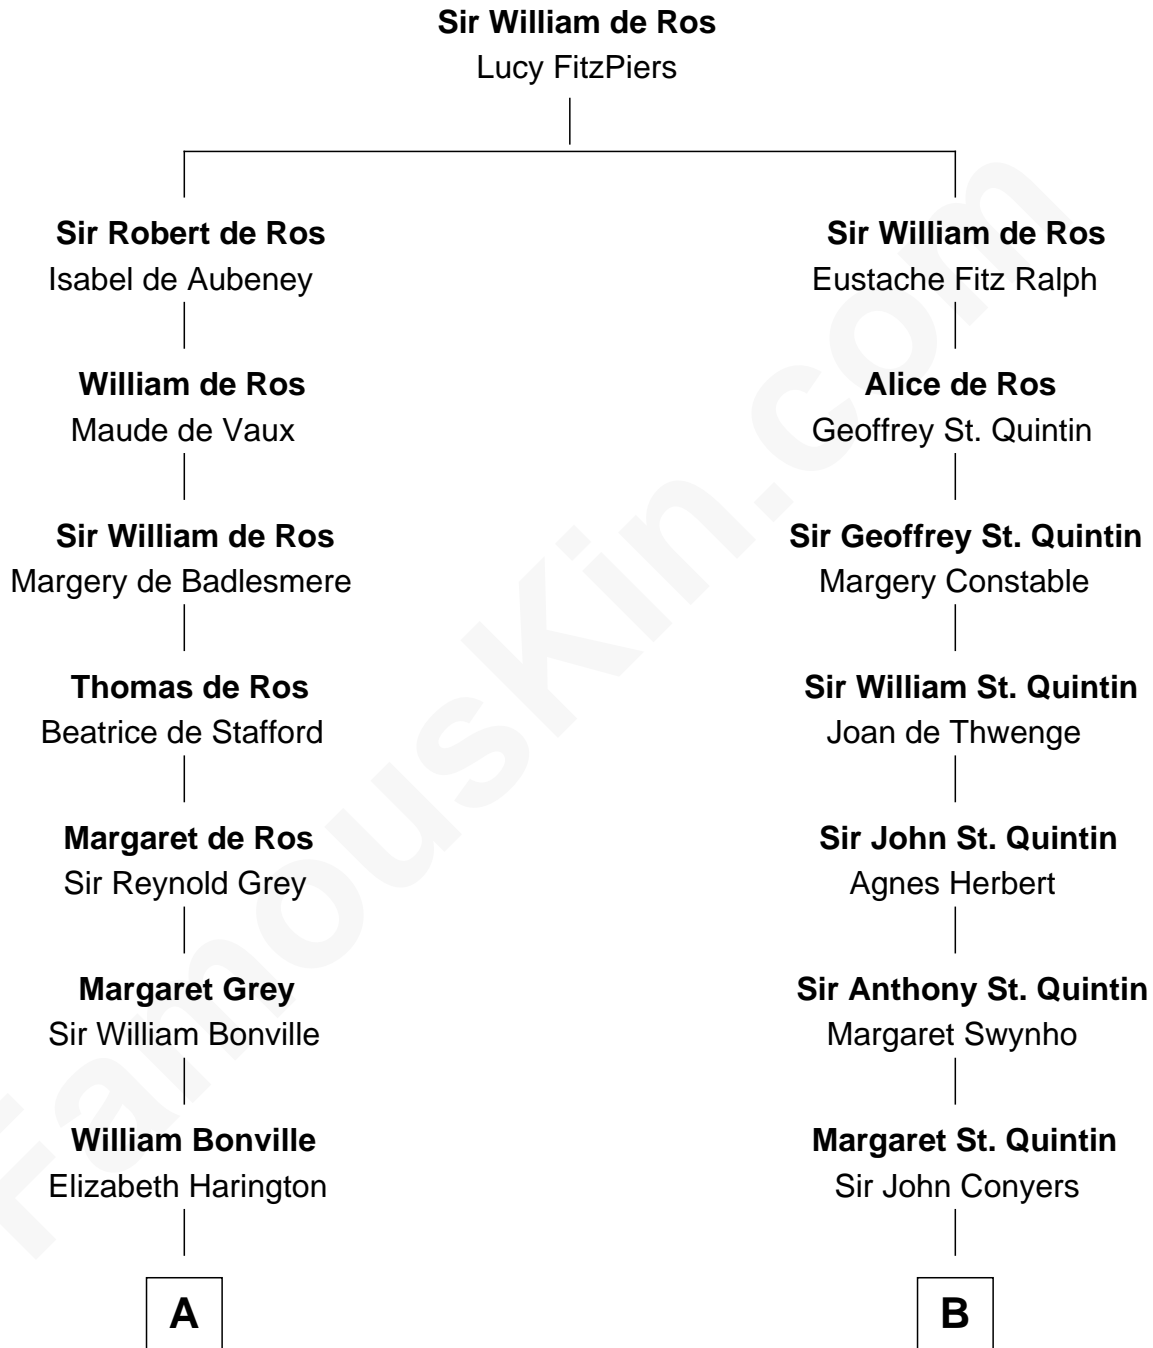 Sir William de Ros
Lucy FitzPiers
Sir Robert de Ros
Isabel de Aubeney
William de Ros
Maude de Vaux
Sir William de Ros
Margery de Badlesmere
Thomas de Ros
Beatrice de Stafford
Margaret de Ros
Sir Reynold Grey
Margaret Grey
Sir William Bonville
William Bonville
Elizabeth Harington
A
Sir William de Ros
Eustache Fitz Ralph
Alice de Ros
Geoffrey St. Quintin
Sir Geoffrey St. Quintin
Margery Constable
Sir William St. Quintin
Joan de Thwenge
Sir John St. Quintin
Agnes Herbert
Sir Anthony St. Quintin
Margaret Swynho
Margaret St. Quintin
Sir John Conyers
B
FamousKin.com